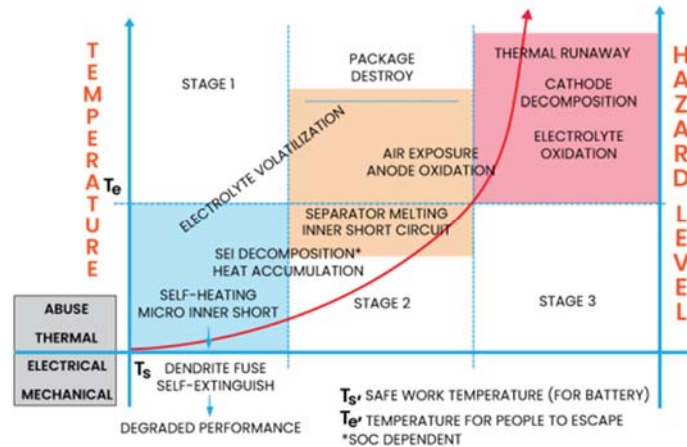 TEMPERATURE
HAZARD LEVEL
STAGE 1
PACKAGE
DESTROY
THERMAL RUNAWAY
CATHODE
DECOMPOSITION
ELECTROLYTE
OXIDATION
ELECTROLYTE VOLATILIZATION
AIR EXPOSURE
ANODE OXIDATION
Te
SEPARATOR MELTING
INNER SHORT CIRCUIT
SEI DECOMPOSITION*
HEAT ACCUMULATION
SELF-HEATING
MICRO INNER SHORT
STAGE 2
STAGE 3
ABUSE
THERMAL
ELECTRICAL
MECHANICAL
Ts
DENDRITE FUSE
SELF-EXTINGUISH
DEGRADED PERFORMANCE
Ts, SAFE WORK TEMPERATURE (FOR BATTERY)
Te, TEMPERATURE FOR PEOPLE TO ESCAPE
*SOC DEPENDENT